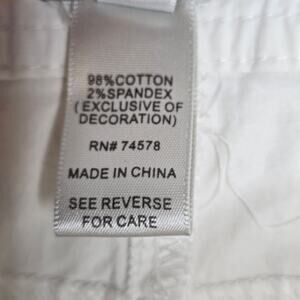 98%COTTON
2%SPANDEX
(EXCLUSIVE OF
DECORATION)
RN# 74578
MADE IN CHINA
SEE REVERSE
FOR CARE